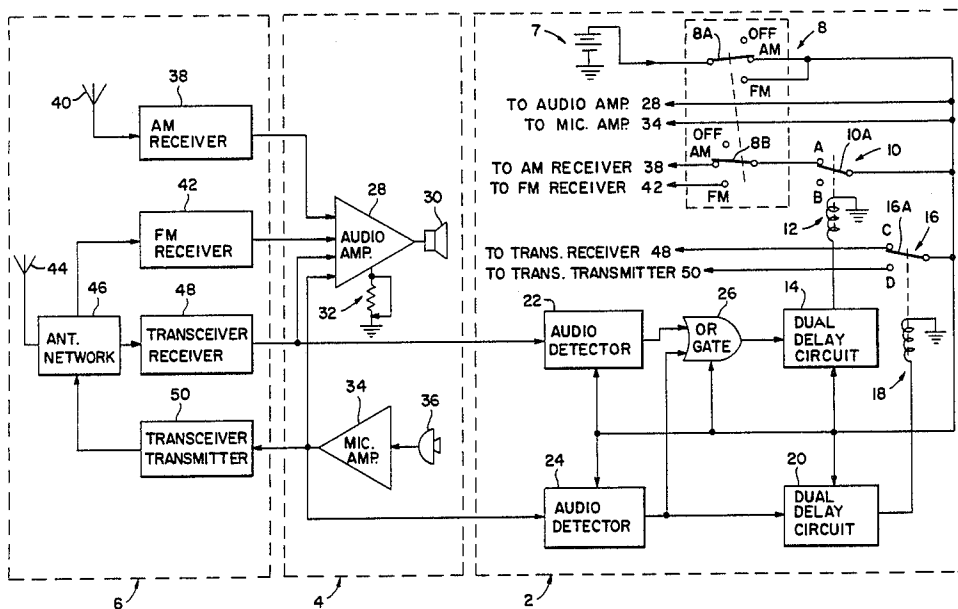 40
38
AM
RECEIVER
42
FM
RECEIVER
44
46
ANT.
NETWORK
48
TRANSCEIVER
RECEIVER
50
TRANSCEIVER
TRANSMITTER
6
28
AUDIO
AMP.
30
32
34
MIC.
AMP.
36
4
7
8A
OFF
AM
FM
8
TO AUDIO AMP. 28
TO MIC. AMP. 34
OFF
AM
8B
FM
TO AM RECEIVER 38
TO FM RECEIVER 42
A
10A
10
B
12
C
16A
16
D
TO TRANS. RECEIVER 48
TO TRANS. TRANSMITTER 50
22
AUDIO
DETECTOR
26
OR
GATE
14
DUAL
DELAY
CIRCUIT
18
24
AUDIO
DETECTOR
20
DUAL
DELAY
CIRCUIT
2